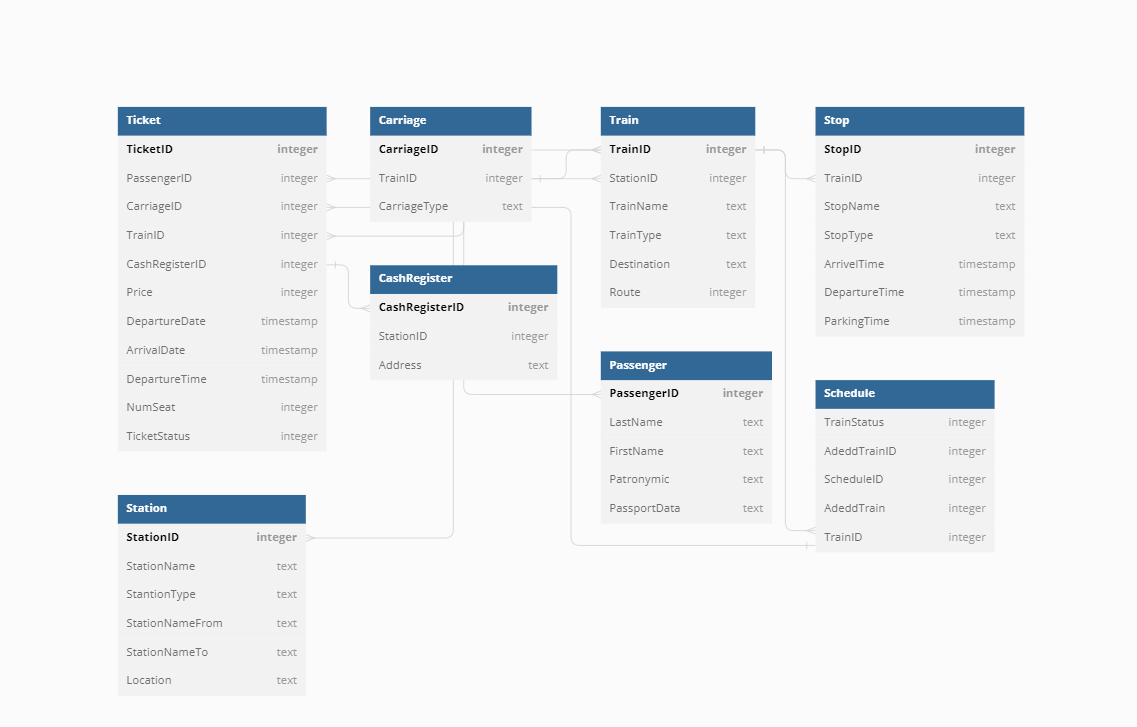 Ticket
TicketID integer
PassengerID integer
CarriageID integer
TrainID integer
CashRegisterID integer
Price integer
DepartureDate timestamp
ArrivalDate timestamp
DepartureTime timestamp
NumSeat integer
TicketStatus integer
Carriage
CarriageID integer
TrainID integer
CarriageType text
Train
TrainID integer
StationID integer
TrainName text
TrainType text
Destination text
Route integer
Stop
StopID integer
TrainID integer
StopName text
StopType text
ArrivelTime timestamp
DepartureTime timestamp
ParkingTime timestamp
CashRegister
CashRegisterID integer
StationID integer
Address text
Passenger
PassengerID integer
LastName text
FirstName text
Patronymic text
PassportData text
Schedule
TrainStatus integer
AdeddTrainID integer
ScheduleID integer
AdeddTrain integer
TrainID integer
Station
StationID integer
StationName text
StantionType text
StationNameFrom text
StationNameTo text
Location text